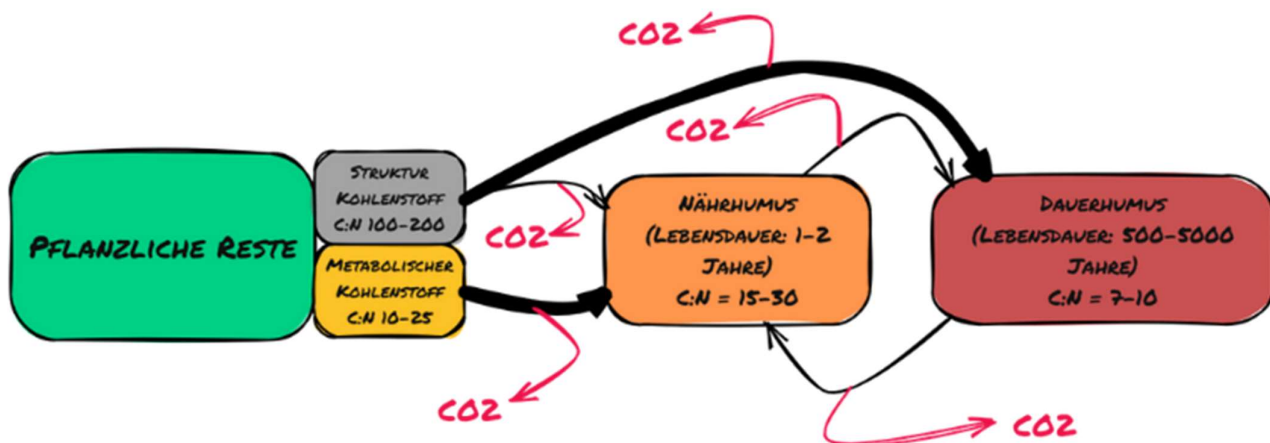 CO2
CO2
PFLANZLICHE RESTE
STRUKTUR
KOHLENSTOFF
C:N 100-200
METABOLISCHER
KOHLENSTOFF
C:N 10-25
CO2
CO2
NÄHRHUMUS
(LEBENSDAUER: 1-2
JAHRE)
C:N = 15-30
DAUERHUMUS
(LEBENSDAUER: 500-5000
JAHRE)
C:N = 7-10
CO2